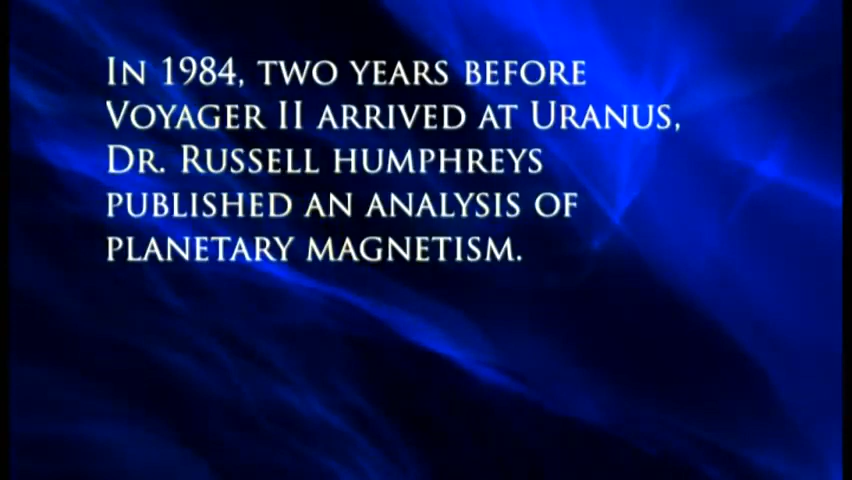 In 1984, two years before
Voyager II arrived at Uranus,
Dr. Russell humphreys
published an analysis of
planetary magnetism.